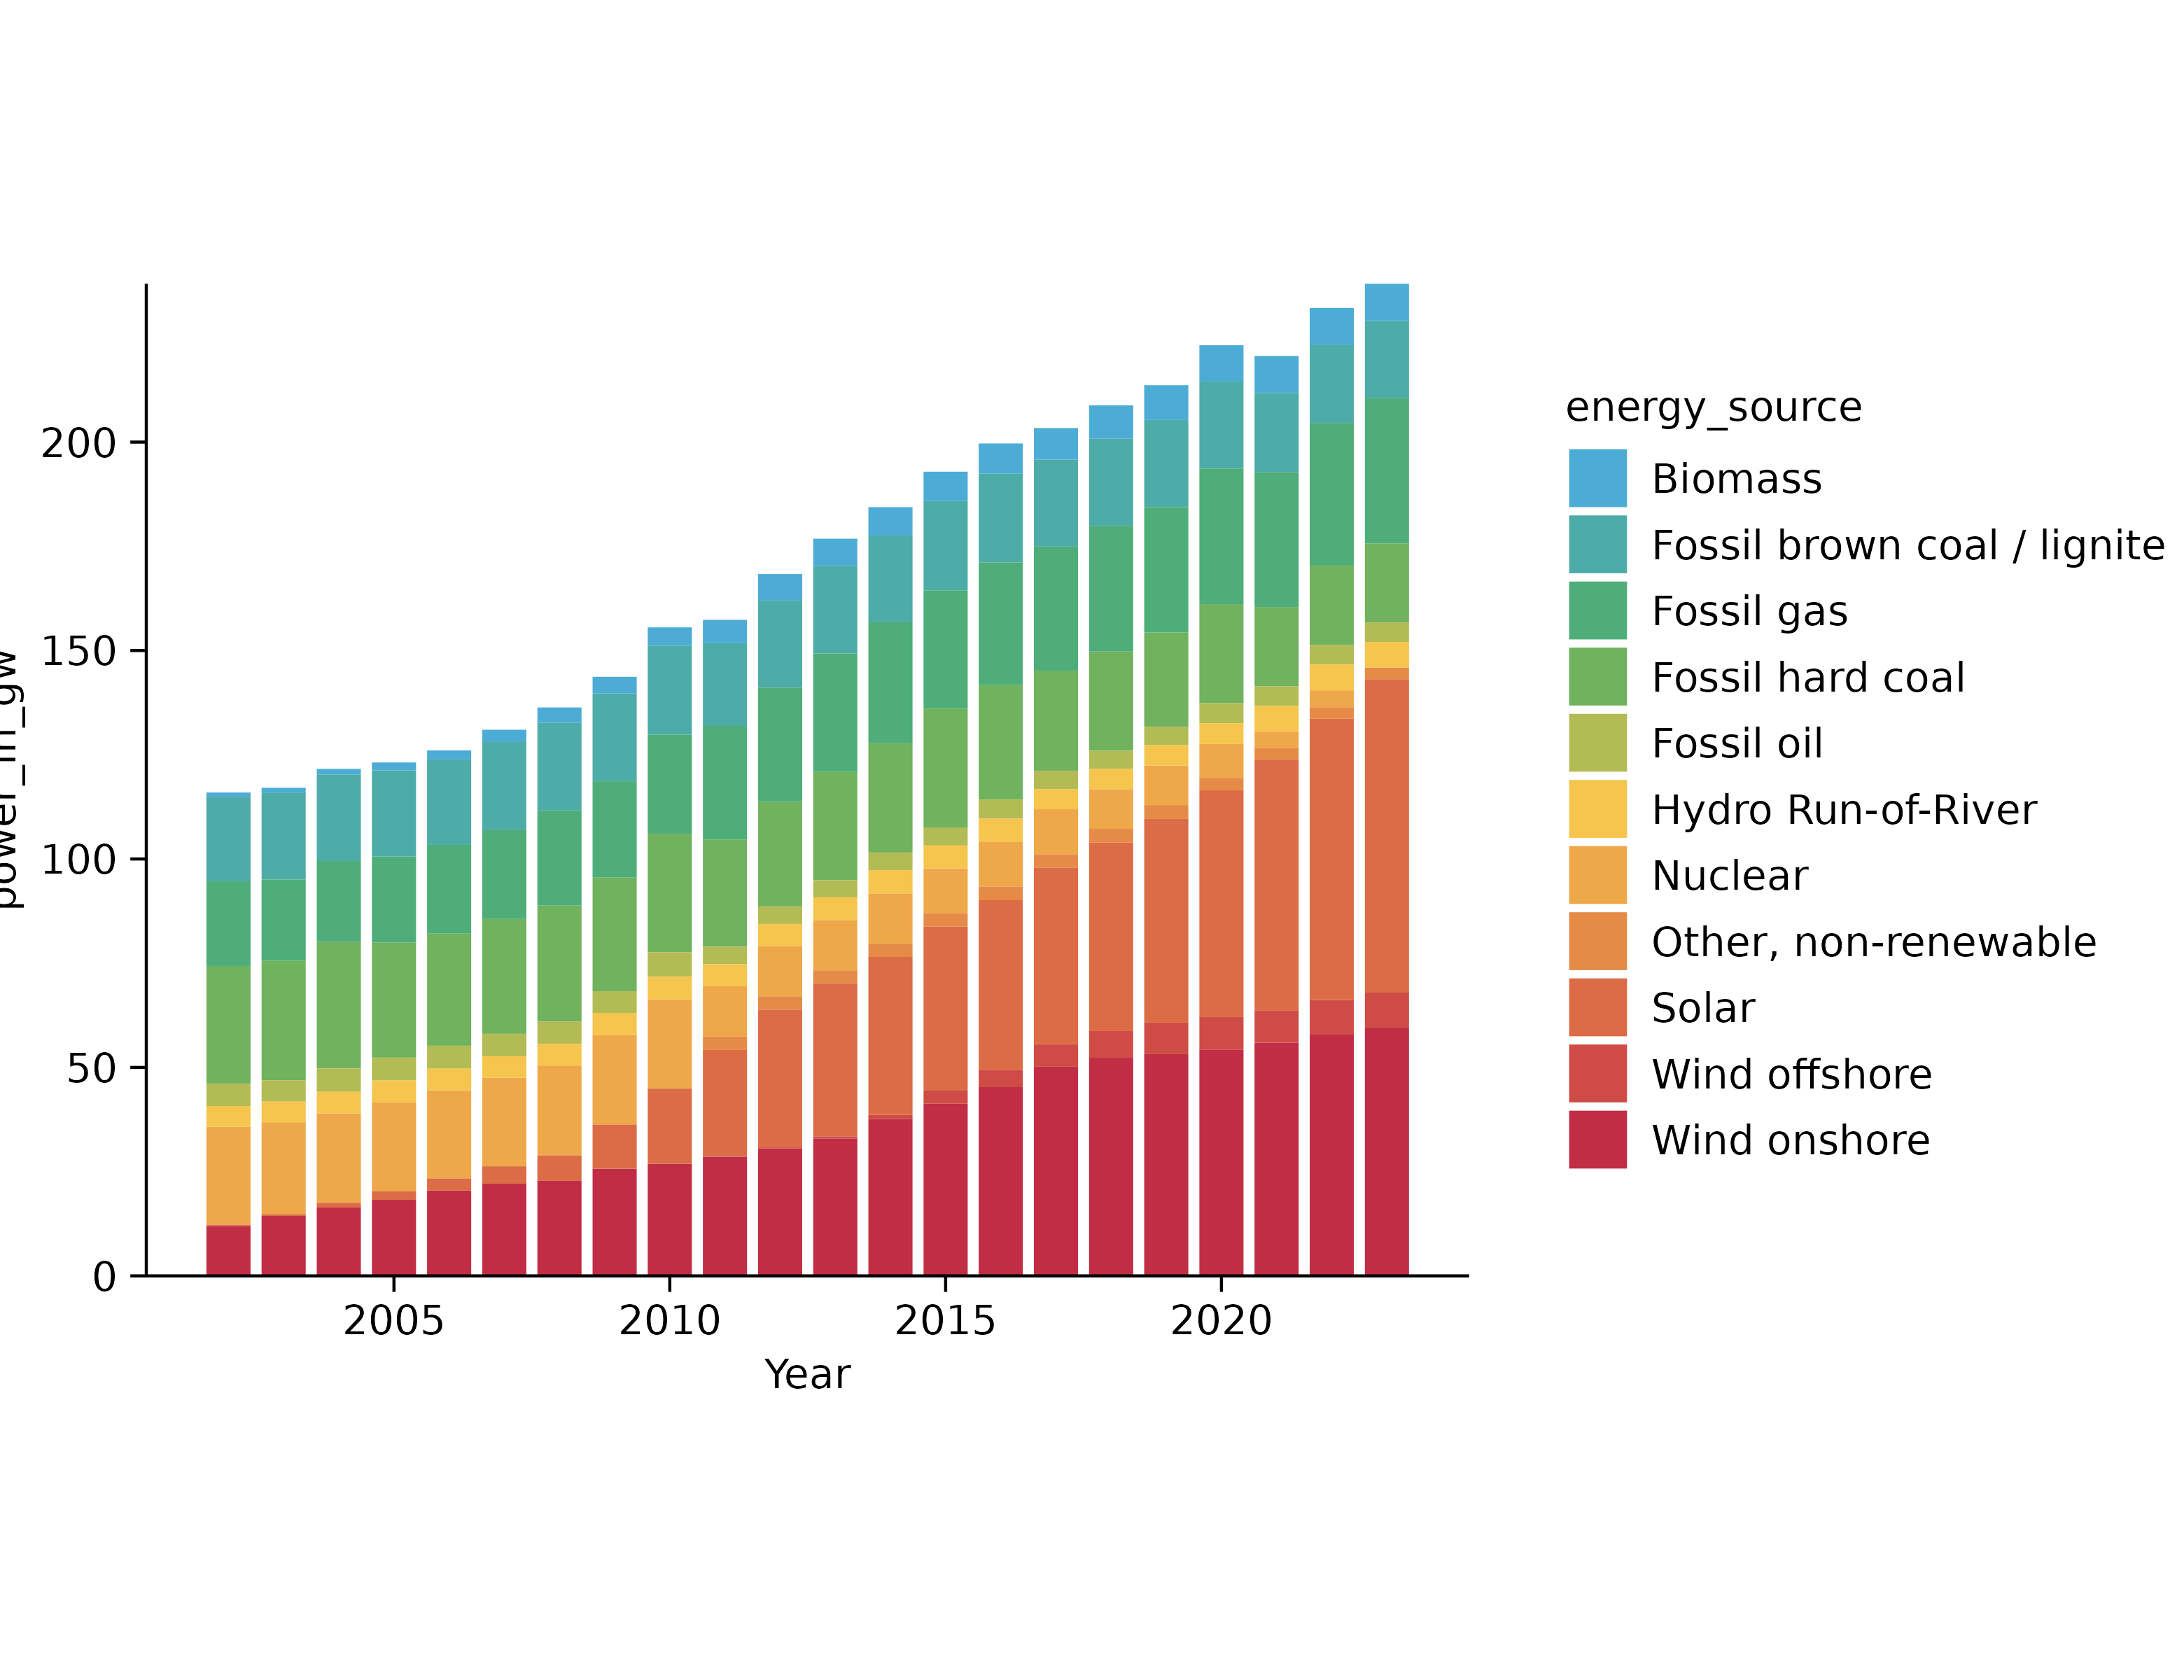 power_in_gw
200
150
100
50
0
2005 2010 2015 2020
Year
energy_source
Biomass
Fossil brown coal / lignite
Fossil gas
Fossil hard coal
Fossil oil
Hydro Run-of-River
Nuclear
Other, non-renewable
Solar
Wind offshore
Wind onshore